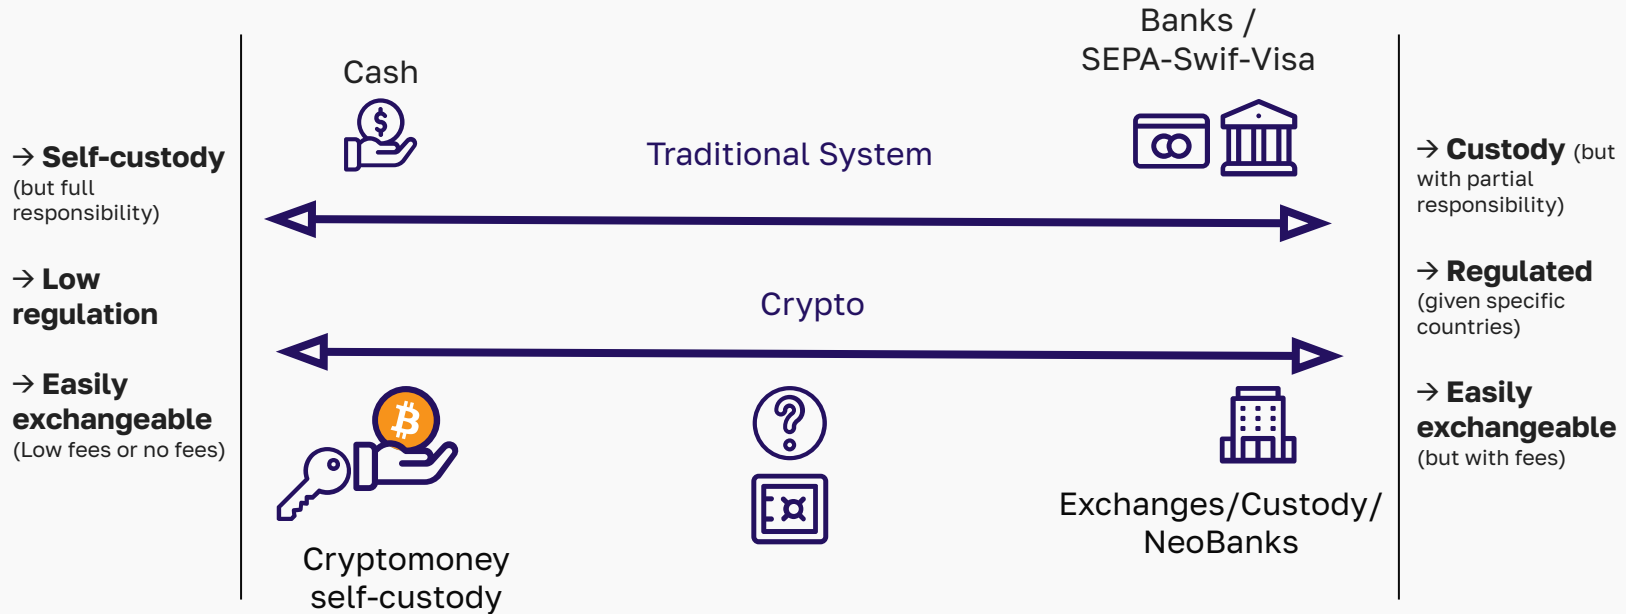 → Self-custody
(but full
responsibility)
→ Low
regulation
→ Easily
exchangeable
(Low fees or no fees)
Cash
Traditional System
Banks /
SEPA-Swif-Visa
Crypto
Cryptomoney
self-custody
Exchanges/Custody/
NeoBanks
→ Custody (but
with partial
responsibility)
→ Regulated
(given specific
countries)
→ Easily
exchangeable
(but with fees)